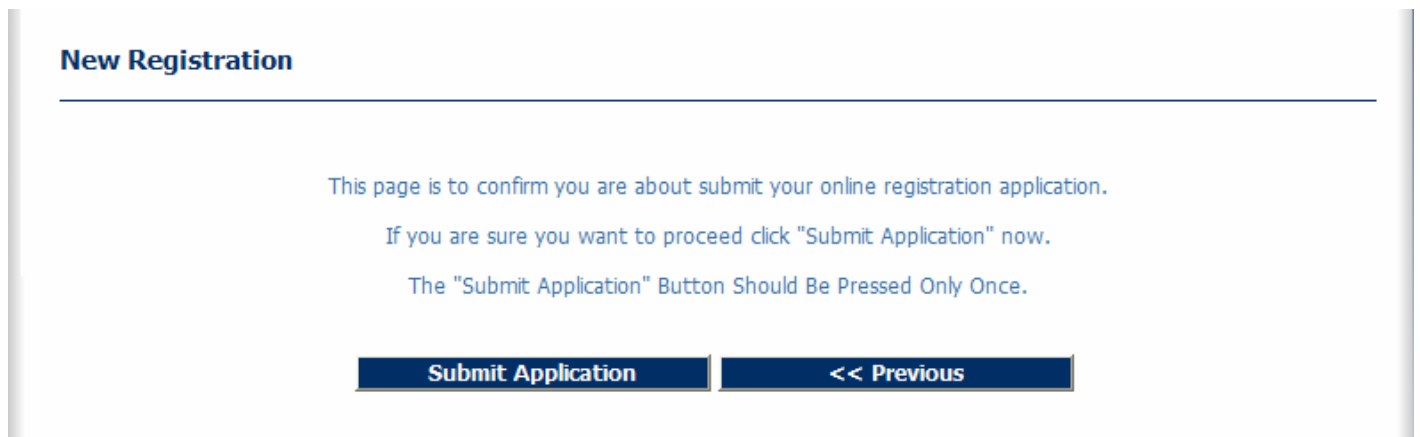 New Registration
This page is to confirm you are about submit your online registration application.
If you are sure you want to proceed click "Submit Application" now.
The "Submit Application" Button Should Be Pressed Only Once.
Submit Application
<< Previous